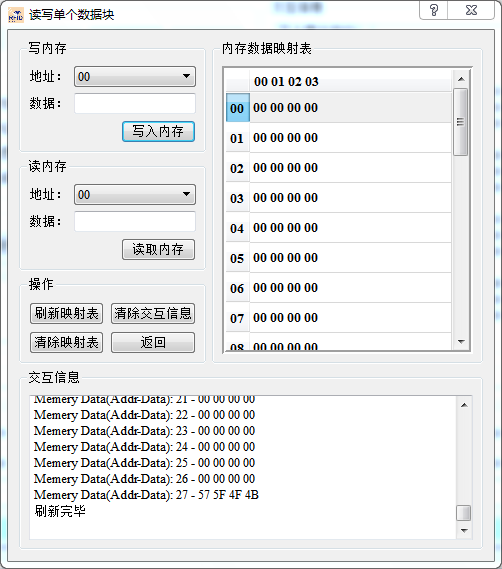 读写单个数据块
写内存
地址： 00
数据：
写入内存
读内存
地址： 00
数据：
读取内存
操作
刷新映射表 清除交互信息
清除映射表 返回
内存数据映射表
00 01 02 03
00 00 00 00 00
01 00 00 00 00
02 00 00 00 00
03 00 00 00 00
04 00 00 00 00
05 00 00 00 00
06 00 00 00 00
07 00 00 00 00
08 00 00 00 00
交互信息
Memery Data(Addr-Data): 21 - 00 00 00 00
Memery Data(Addr-Data): 22 - 00 00 00 00
Memery Data(Addr-Data): 23 - 00 00 00 00
Memery Data(Addr-Data): 24 - 00 00 00 00
Memery Data(Addr-Data): 25 - 00 00 00 00
Memery Data(Addr-Data): 26 - 00 00 00 00
Memery Data(Addr-Data): 27 - 57 5F 4F 4B
刷新完毕